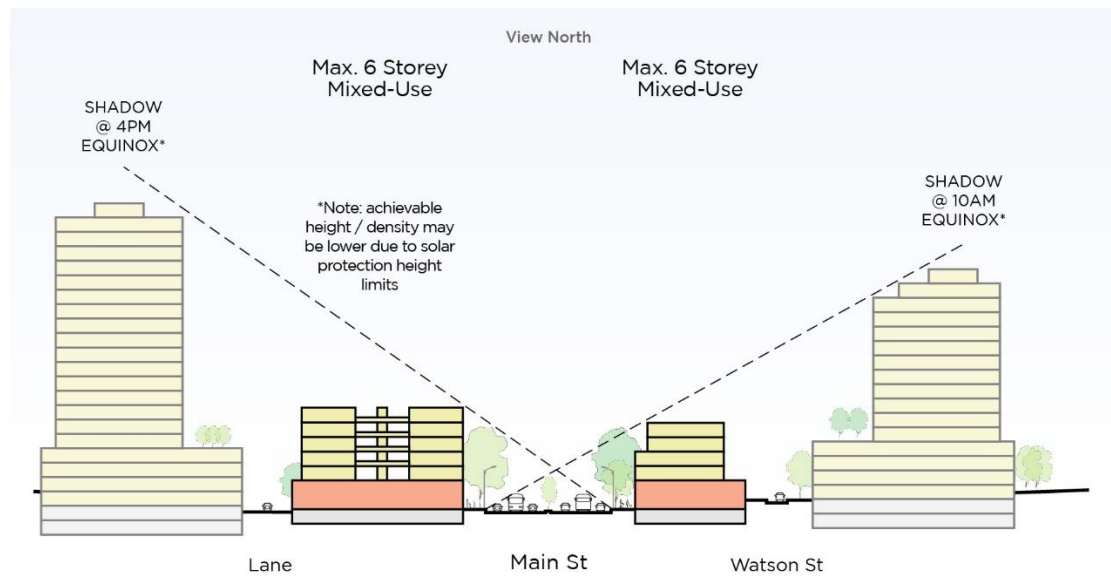 View North
Max. 6 Storey
Mixed-Use
Max. 6 Storey
Mixed-Use
SHADOW
@ 4PM
EQUINOX*
SHADOW
@ 10AM
EQUINOX*
*Note: achievable
height / density may
be lower due to solar
protection height
limits
Lane
Main St
Watson St